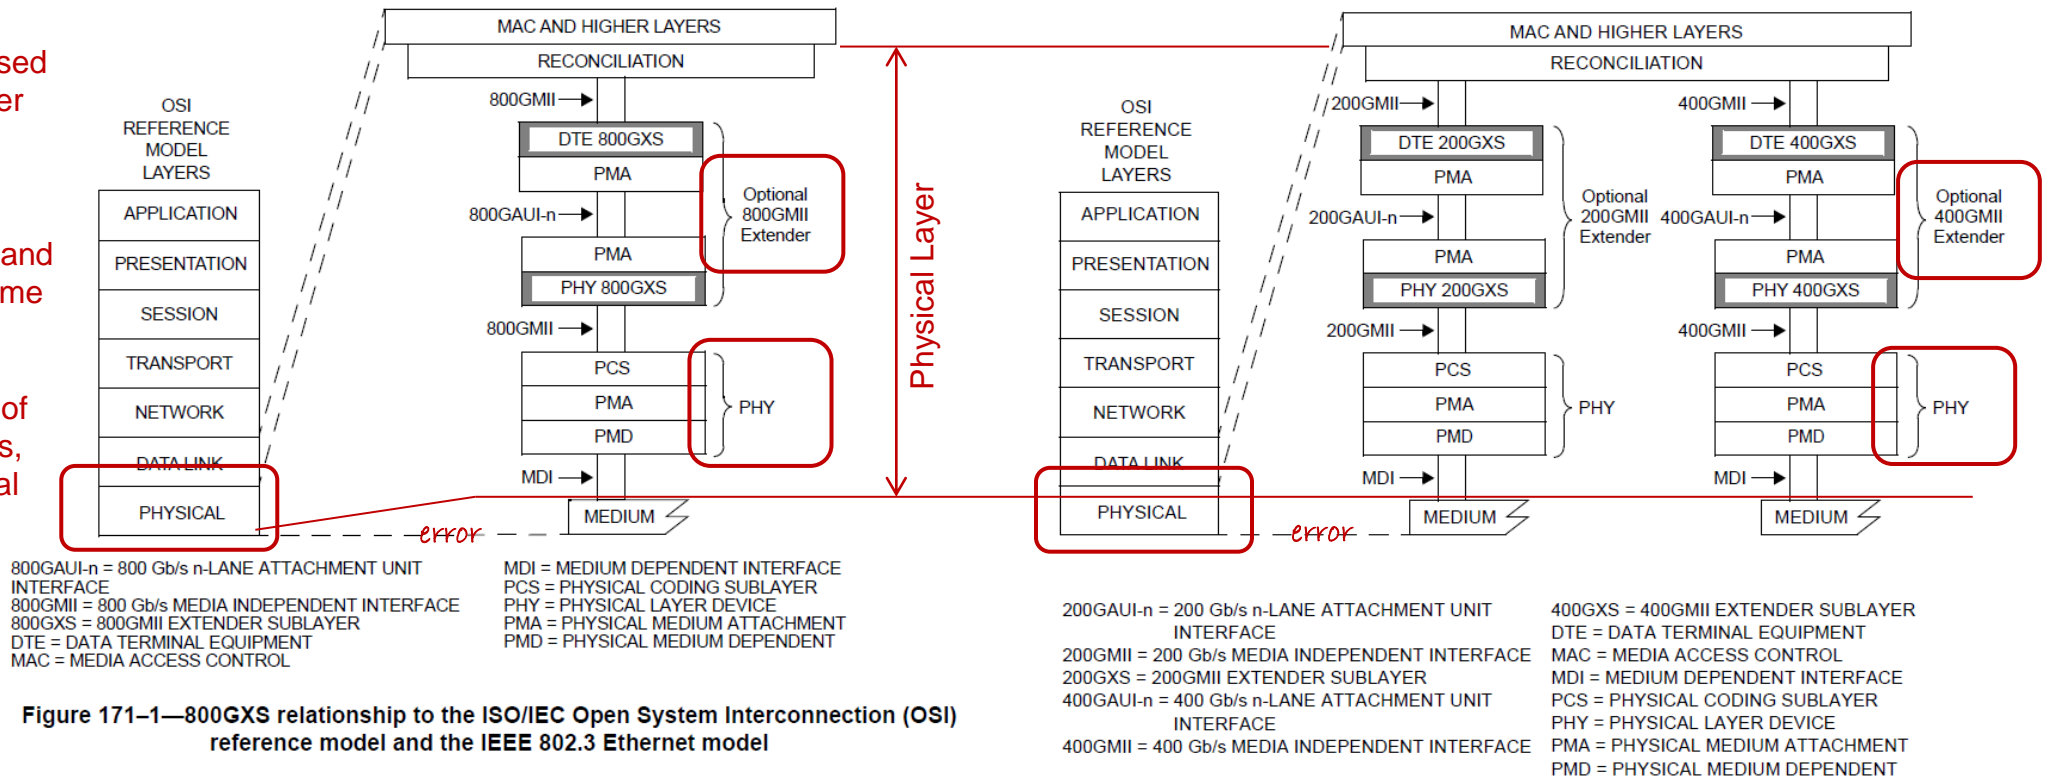 sed
er
and
me
of
s,
al
MAC AND HIGHER LAYERS
RECONCILIATION
OSI
REFERENCE
MODEL
LAYERS
APPLICATION
PRESENTATION
SESSION
TRANSPORT
NETWORK
DATA LINK
PHYSICAL
800GMII
DTE 800GXS
PMA
800GAUI-n
PMA
PHY 800GXS
Optional
800GMII
Extender
800GMII
PCS
PMA
PMD
PHY
MDI
MEDIUM
error
Physical Layer
800GAUI-n = 800 Gb/s n-LANE ATTACHMENT UNIT
INTERFACE
800GMII = 800 Gb/s MEDIA INDEPENDENT INTERFACE
800GXS = 800GMII EXTENDER SUBLAYER
DTE = DATA TERMINAL EQUIPMENT
MAC = MEDIA ACCESS CONTROL
MDI = MEDIUM DEPENDENT INTERFACE
PCS = PHYSICAL CODING SUBLAYER
PHY = PHYSICAL LAYER DEVICE
PMA = PHYSICAL MEDIUM ATTACHMENT
PMD = PHYSICAL MEDIUM DEPENDENT
Figure 171–1—800GXS relationship to the ISO/IEC Open System Interconnection (OSI)
reference model and the IEEE 802.3 Ethernet model
MAC AND HIGHER LAYERS
RECONCILIATION
OSI
REFERENCE
MODEL
LAYERS
APPLICATION
PRESENTATION
SESSION
TRANSPORT
NETWORK
DATA LINK
PHYSICAL
200GMII
DTE 200GXS
PMA
200GAUI-n
PMA
PHY 200GXS
Optional
200GMII
Extender
200GMII
PCS
PMA
PMD
PHY
MDI
MEDIUM
error
400GMII
DTE 400GXS
PMA
400GAUI-n
PMA
PHY 400GXS
Optional
400GMII
Extender
400GMII
PCS
PMA
PMD
PHY
MDI
MEDIUM
200GAUI-n = 200 Gb/s n-LANE ATTACHMENT UNIT
INTERFACE
200GMII = 200 Gb/s MEDIA INDEPENDENT INTERFACE
200GXS = 200GMII EXTENDER SUBLAYER
400GAUI-n = 400 Gb/s n-LANE ATTACHMENT UNIT
INTERFACE
400GMII = 400 Gb/s MEDIA INDEPENDENT INTERFACE
400GXS = 400GMII EXTENDER SUBLAYER
DTE = DATA TERMINAL EQUIPMENT
MAC = MEDIA ACCESS CONTROL
MDI = MEDIUM DEPENDENT INTERFACE
PCS = PHYSICAL CODING SUBLAYER
PHY = PHYSICAL LAYER DEVICE
PMA = PHYSICAL MEDIUM ATTACHMENT
PMD = PHYSICAL MEDIUM DEPENDENT